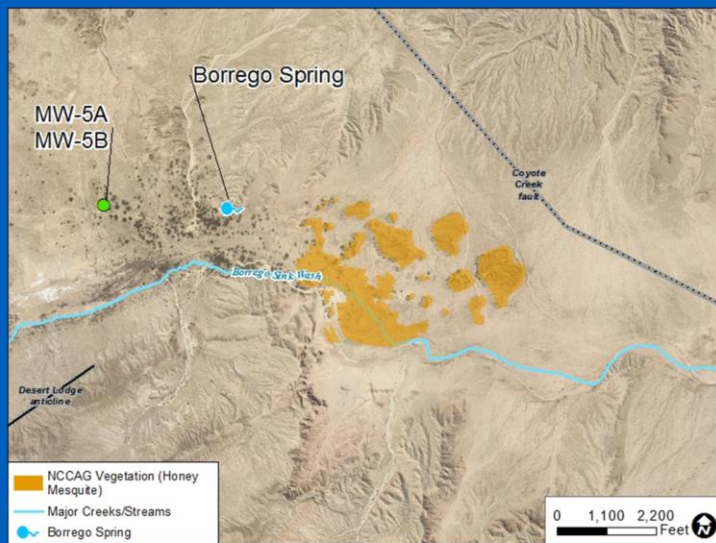 Borrego Spring
MW-5A
MW-5B
Coyote
Creek
fault
Borrego Sink Wash
Desert Lodge
anticline
NCCAG Vegetation (Honey
Mesquite)
Major Creeks/Streams
Borrego Spring
0 1,100 2,200
Feet
N